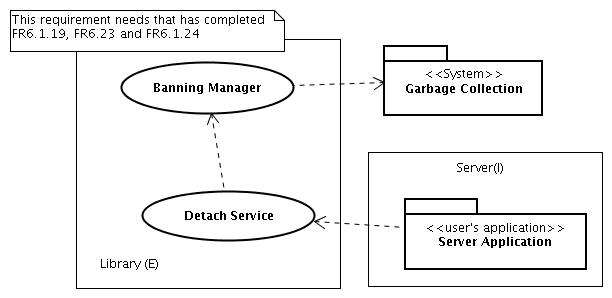 This requirement needs that has completed
FR6.1.19, FR6.23 and FR6.1.24
Banning Manager
<<System>>
Garbage Collection
Server(I)
Detach Service
<<user's application>>
Server Application
Library (E)